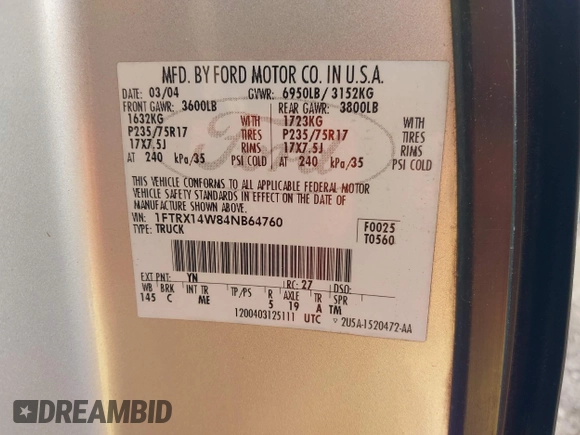 MFD. BY FORD MOTOR CO. IN U.S.A.
DATE: 03/04 GVWR: 6950LB/ 3152KG
FRONT GAWR: 3600LB REAR GAWR: 3800LB
1632KG WITH 1723KG WITH
P235/75R17 TIRES P235/75R17 TIRES
17X7.5J RIMS 17X7.5J RIMS
AT 240 kPa/35 PSI COLD AT 240 kPa/35 PSI COLD
THIS VEHICLE CONFORMS TO ALL APPLICABLE FEDERAL MOTOR
VEHICLE SAFETY STANDARDS IN EFFECT ON THE DATE OF
MANUFACTURE SHOWN ABOVE.
VIN: 1FTRX14W84NB64760 F0025
TYPE: TRUCK T0560
EXT PNT: YN RC: 27 DSO:
WB BRK INT TR TP/PS R AXLE TR SPR
145 C ME 5 19 A TM
1200403125111 UTC 2U5A-1520472-AA
Ford
DREAMBID